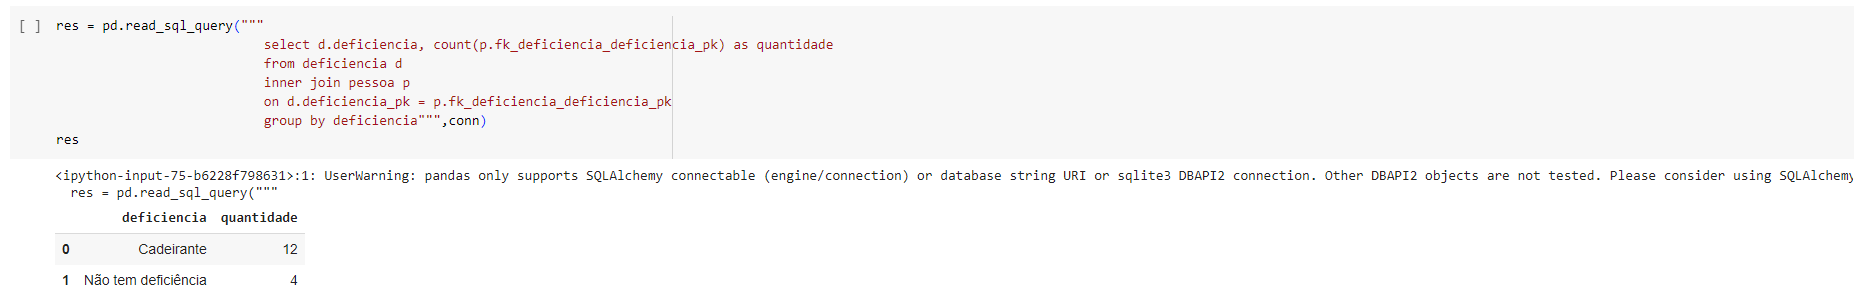 [ ] res = pd.read_sql_query("""
select d.deficiencia, count(p.fk_deficiencia_deficiencia_pk) as quantidade
from deficiencia d
inner join pessoa p
on d.deficiencia_pk = p.fk_deficiencia_deficiencia_pk
group by deficiencia""",conn)
res
<ipython-input-75-b6228f798631>:1: UserWarning: pandas only supports SQLAlchemy connectable (engine/connection) or database string URI or sqlite3 DBAPI2 connection. Other DBAPI2 objects are not tested. Please consider using SQLAlchemy
res = pd.read_sql_query("""
deficiencia quantidade
0 Cadeirante 12
1 Não tem deficiência 4